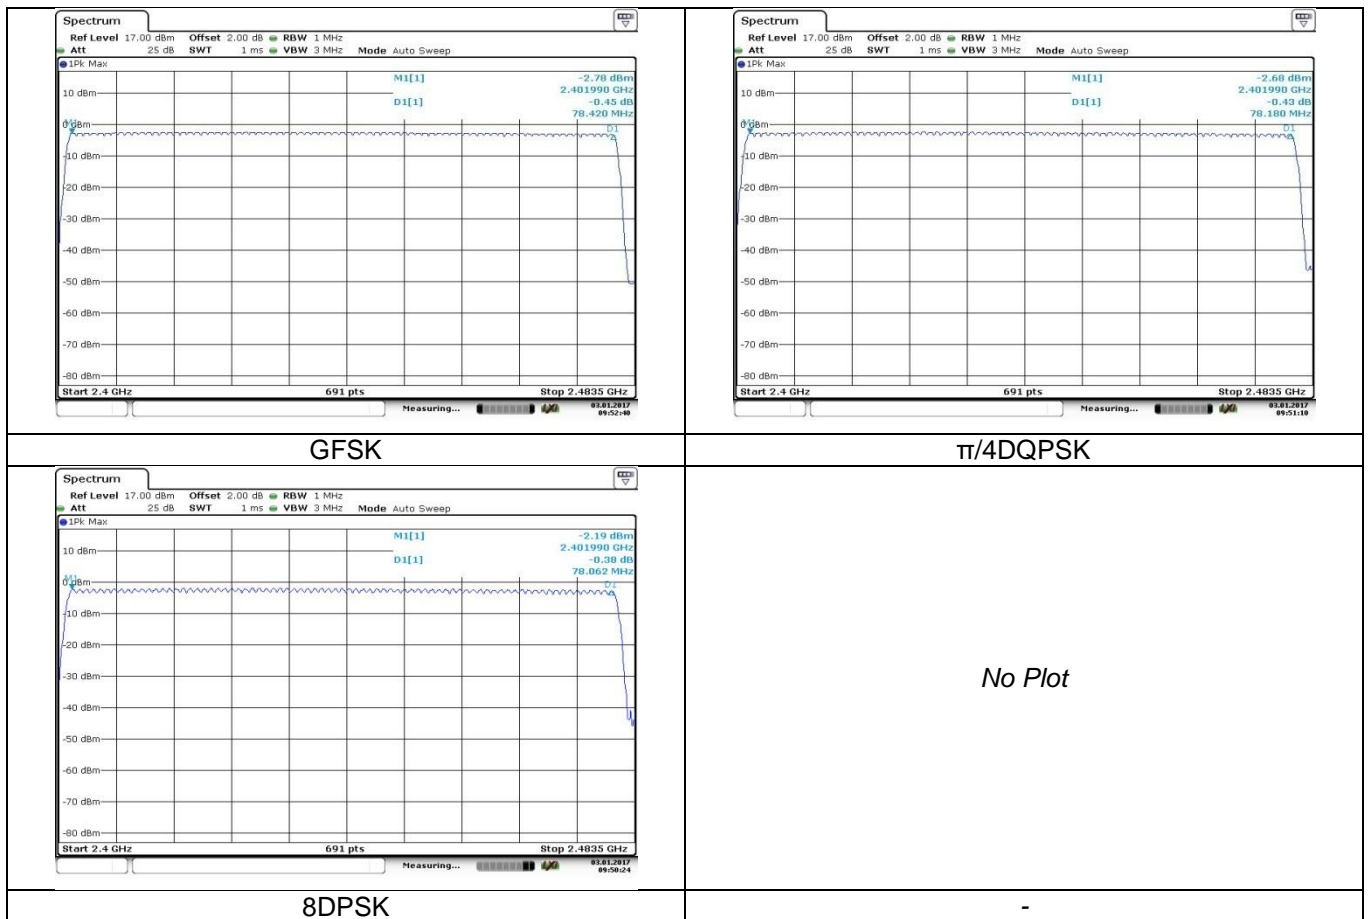 Spectrum
Ref Level 17.00 dBm Offset 2.00 dB RBW 1 MHz
Att 25 dB SWT 1 ms VBW 3 MHz Mode Auto Sweep
1Pk Max
M1[1] -2.78 dBm
2.401990 GHz
10 dBm
D1[1] -0.45 dB
78.420 MHz
M1
0 dBm
D1
-10 dBm
-20 dBm
-30 dBm
-40 dBm
-50 dBm
-60 dBm
-70 dBm
-80 dBm
Start 2.4 GHz 691 pts Stop 2.4835 GHz
Measuring... 03.01.2017
09:52:40
GFSK
Spectrum
Ref Level 17.00 dBm Offset 2.00 dB RBW 1 MHz
Att 25 dB SWT 1 ms VBW 3 MHz Mode Auto Sweep
1Pk Max
M1[1] -2.68 dBm
2.401990 GHz
10 dBm
D1[1] -0.43 dB
78.180 MHz
M1
0 dBm
D1
-10 dBm
-20 dBm
-30 dBm
-40 dBm
-50 dBm
-60 dBm
-70 dBm
-80 dBm
Start 2.4 GHz 691 pts Stop 2.4835 GHz
Measuring... 03.01.2017
09:51:10
π/4DQPSK
Spectrum
Ref Level 17.00 dBm Offset 2.00 dB RBW 1 MHz
Att 25 dB SWT 1 ms VBW 3 MHz Mode Auto Sweep
1Pk Max
M1[1] -2.19 dBm
2.401990 GHz
10 dBm
D1[1] -0.38 dB
78.062 MHz
M1
0 dBm
D1
-10 dBm
-20 dBm
-30 dBm
-40 dBm
-50 dBm
-60 dBm
-70 dBm
-80 dBm
Start 2.4 GHz 691 pts Stop 2.4835 GHz
Measuring... 03.01.2017
09:50:24
8DPSK
No Plot
-